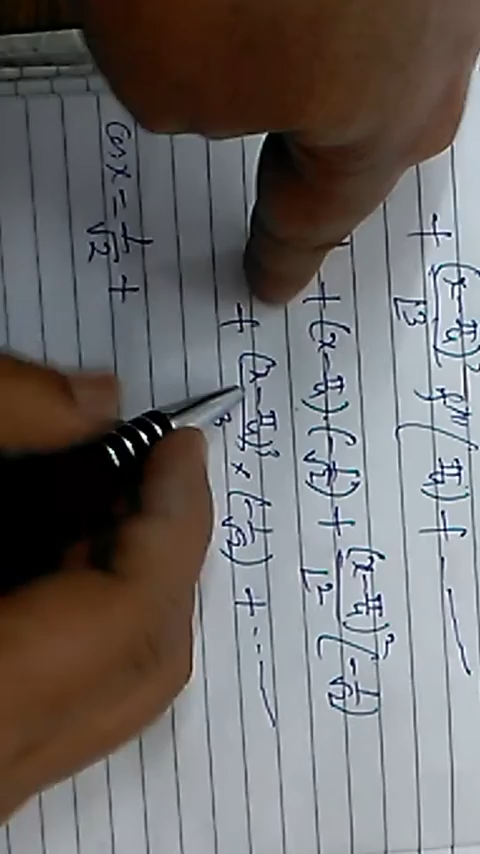 + (x-π/4)³/⌊3 f'''(π/4) + ......
+ (x-π/4)·(-1/√2) + (x-π/4)²/⌊2 (-1/√2)
+ (x-π/4)³/3 × (-1/√2) + ......
Cos x = 1/√2 +